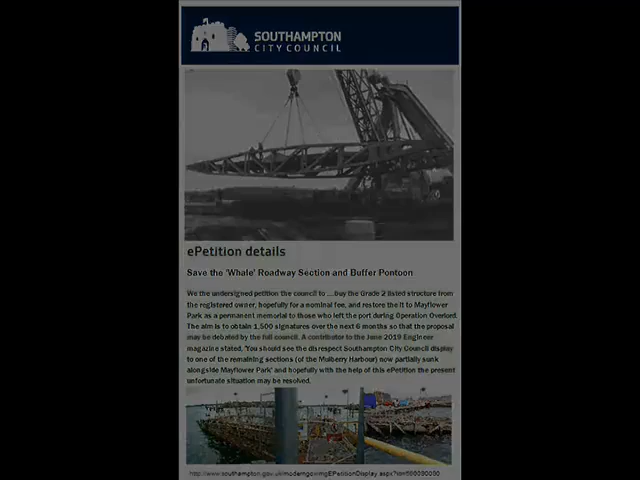 SOUTHAMPTON
CITY COUNCIL
ePetition details
Save the 'Whale' Roadway Section and Buffer Pontoon
We the undersigned petition the council to ....buy the Grade 2 listed structure from
the registered owner, hopefully for a nominal fee, and restore the it to Mayflower
Park as a permanent memorial to those who left the port during Operation Overlord.
The aim is to obtain 1,500 signatures over the next 6 months so that the proposal
may be debated by the full council. A contributor to the June 2019 Engineer
magazine stated, 'You should see the disrespect Southampton City Council display
to one of the remaining sections (of the Mulberry Harbour) now partially sunk
alongside Mayflower Park' and hopefully with the help of this ePetition the present
unfortunate situation may be resolved.